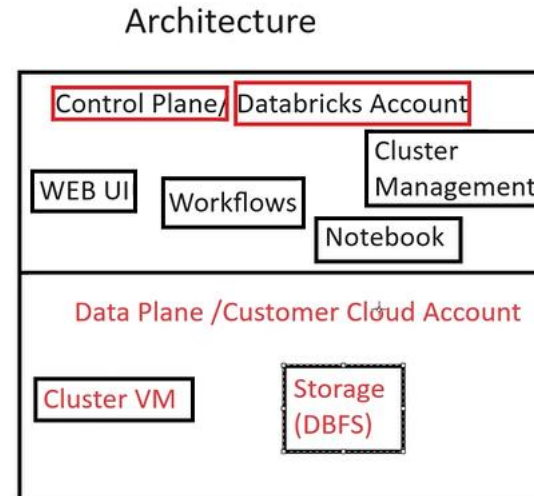 Architecture
Control Plane/ Databricks Account
Cluster
Management
WEB UI
Workflows
Notebook
Data Plane /Customer Cloud Account
Cluster VM
Storage
(DBFS)